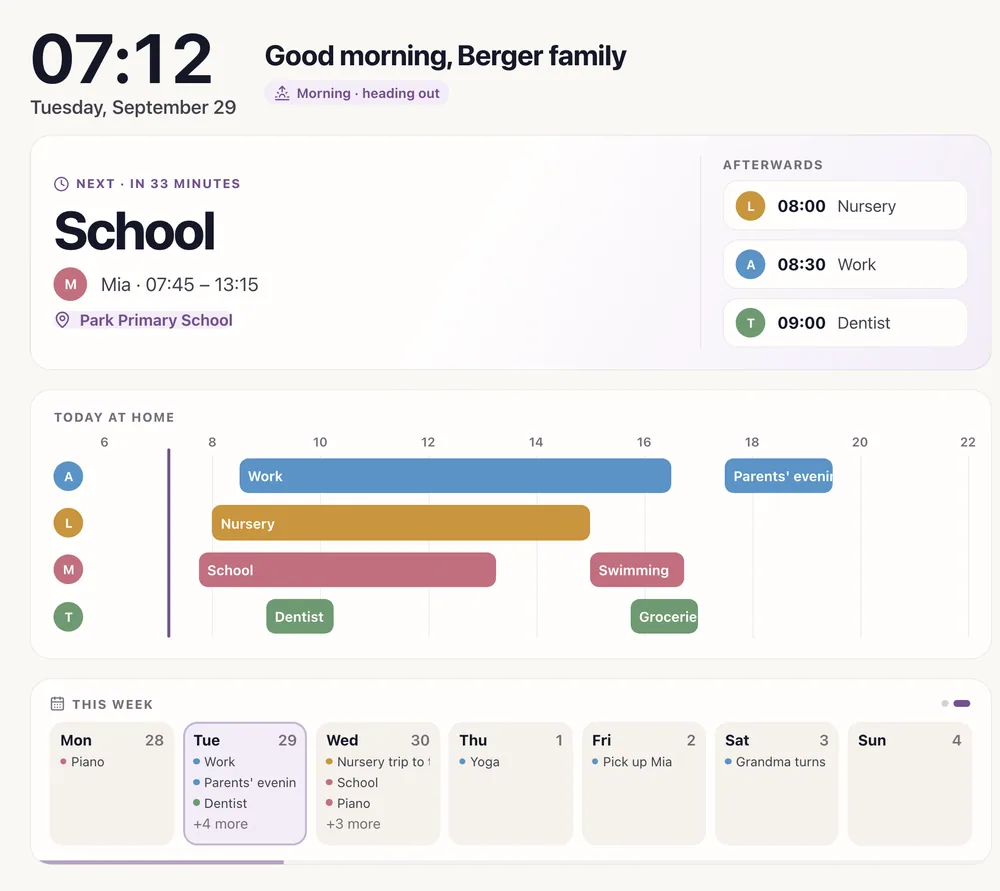 07:12
Tuesday, September 29
Good morning, Berger family
Morning · heading out
NEXT · IN 33 MINUTES
School
M Mia · 07:45 – 13:15
Park Primary School
AFTERWARDS
L 08:00 Nursery
A 08:30 Work
T 09:00 Dentist
TODAY AT HOME
6 8 10 12 14 16 18 20 22
A Work Parents' evenin
L Nursery
M School Swimming
T Dentist Grocerie
THIS WEEK
Mon 28
Piano
Tue 29
Work
Parents' evenin
Dentist
+4 more
Wed 30
Nursery trip to t
School
Piano
+3 more
Thu 1
Yoga
Fri 2
Pick up Mia
Sat 3
Grandma turns
Sun 4